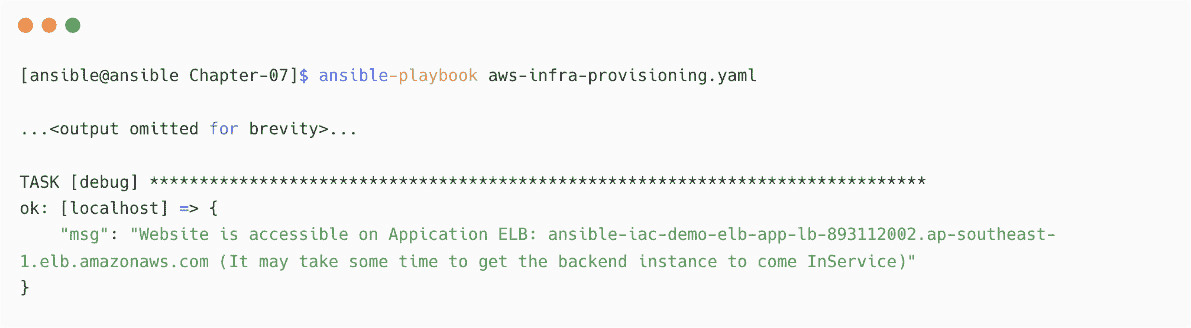 [ansible@ansible Chapter-07]$ ansible-playbook aws-infra-provisioning.yaml
...<output omitted for brevity>...
TASK [debug] ******************************************************************************
ok: [localhost] => {
    "msg": "Website is accessible on Appication ELB: ansible-iac-demo-elb-app-lb-893112002.ap-southeast-
1.elb.amazonaws.com (It may take some time to get the backend instance to come InService)"
}